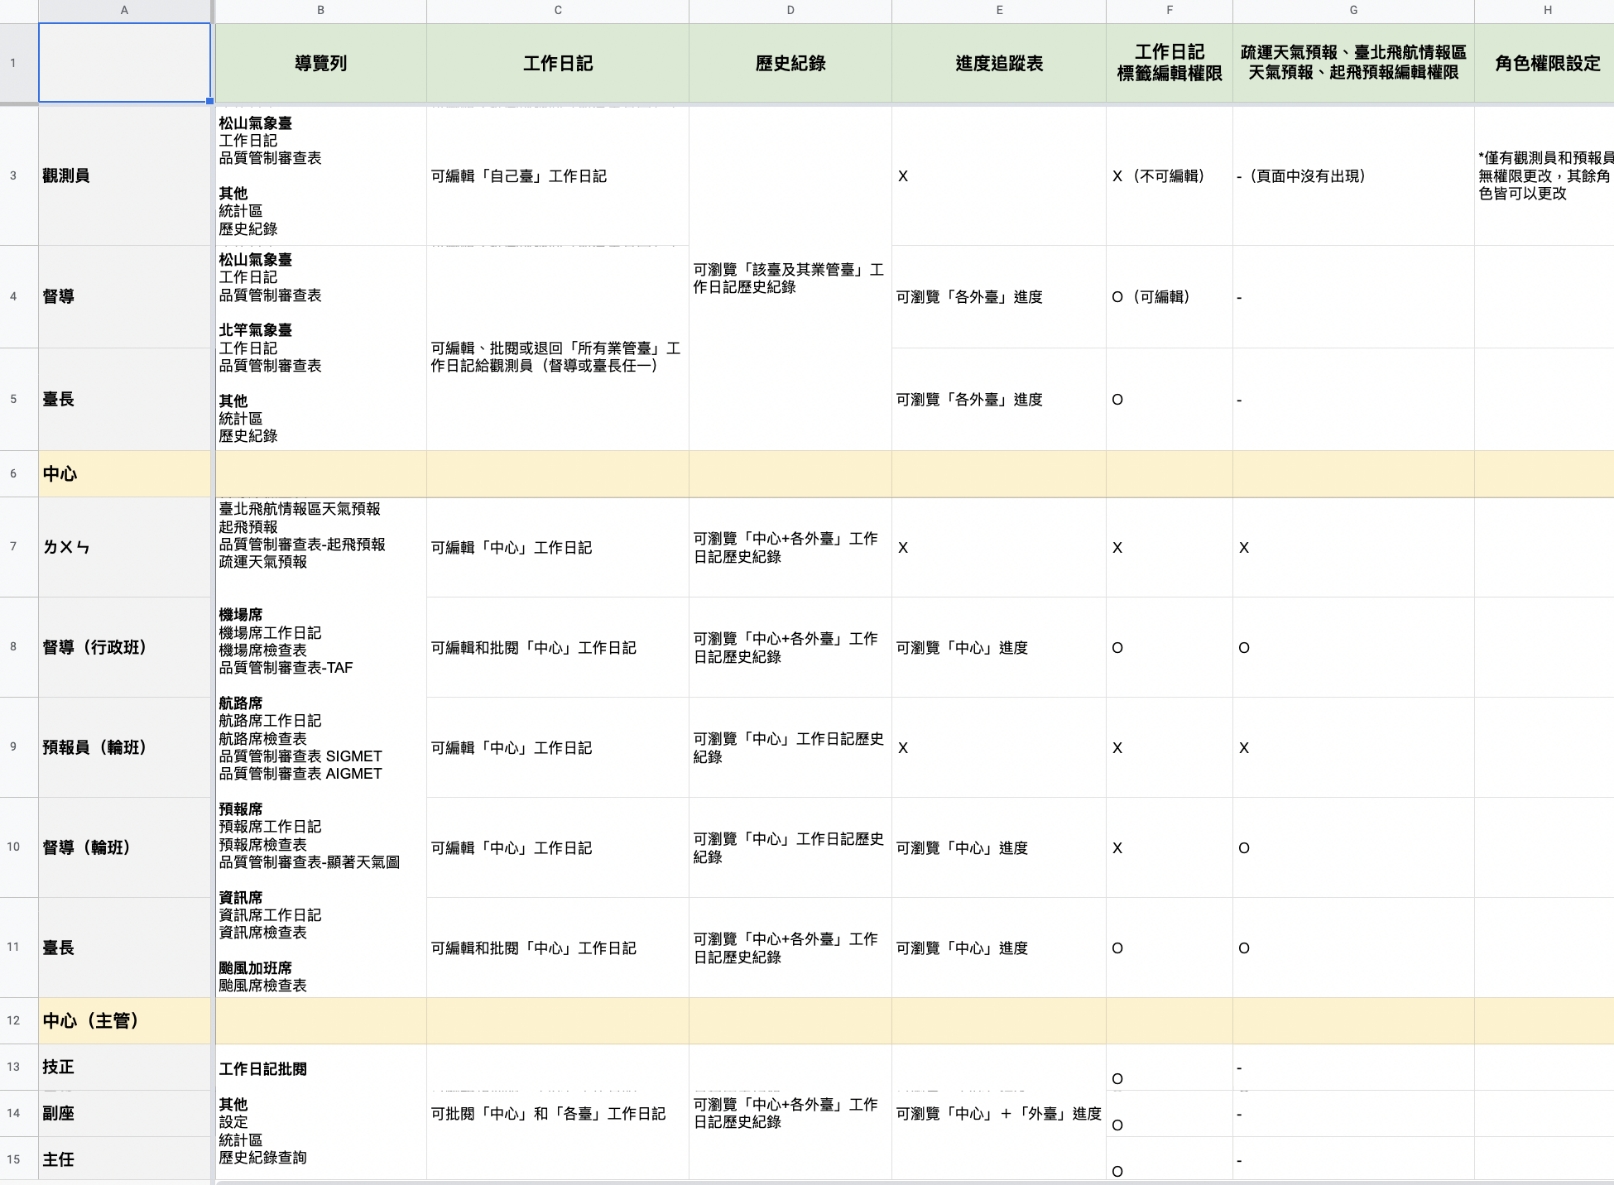 A B C D E F G H
1 導覽列 工作日記 歷史紀錄 進度追蹤表 工作日記
標籤編輯權限 疏運天氣預報、臺北飛航情報區
天氣預報、起飛預報編輯權限 角色權限設定
3 觀測員
松山氣象臺
工作日記
品質管制審查表
其他
統計區
歷史紀錄
可編輯「自己臺」工作日記
X
X（不可編輯）
-（頁面中沒有出現）
*僅有觀測員和預報員
無權限更改，其餘角
色皆可以更改
4 督導
松山氣象臺
工作日記
品質管制審查表
北竿氣象臺
工作日記
品質管制審查表
其他
統計區
歷史紀錄
可編輯、批閱或退回「所有業管臺」工
作日記給觀測員（督導或臺長任一）
可瀏覽「該臺及其業管臺」工
作日記歷史紀錄
可瀏覽「各外臺」進度
O（可編輯）
-
5 臺長
可瀏覽「各外臺」進度
O
-
6 中心
7 ㄌㄨㄣ
臺北飛航情報區天氣預報
起飛預報
品質管制審查表-起飛預報
疏運天氣預報
機場席
機場席工作日記
機場席檢查表
品質管制審查表-TAF
航路席
航路席工作日記
航路席檢查表
品質管制審查表 SIGMET
品質管制審查表 AIGMET
預報席
預報席工作日記
預報席檢查表
品質管制審查表-顯著天氣圖
資訊席
資訊席工作日記
資訊席檢查表
颱風加班席
颱風席檢查表
可編輯「中心」工作日記
可瀏覽「中心+各外臺」工作
日記歷史紀錄
X
X
X
8 督導（行政班）
可編輯和批閱「中心」工作日記
可瀏覽「中心+各外臺」工作
日記歷史紀錄
可瀏覽「中心」進度
O
O
9 預報員（輪班）
可編輯「中心」工作日記
可瀏覽「中心」工作日記歷史
紀錄
X
X
X
10 督導（輪班）
可編輯「中心」工作日記
可瀏覽「中心」工作日記歷史
紀錄
可瀏覽「中心」進度
X
O
11 臺長
可編輯和批閱「中心」工作日記
可瀏覽「中心+各外臺」工作
日記歷史紀錄
可瀏覽「中心」進度
O
O
12 中心（主管）
13 技正
工作日記批閱
其他
設定
統計區
歷史紀錄查詢
O
-
14 副座
可批閱「中心」和「各臺」工作日記
可瀏覽「中心+各外臺」工作
日記歷史紀錄
可瀏覽「中心」＋「外臺」進度
O
-
15 主任
O
-